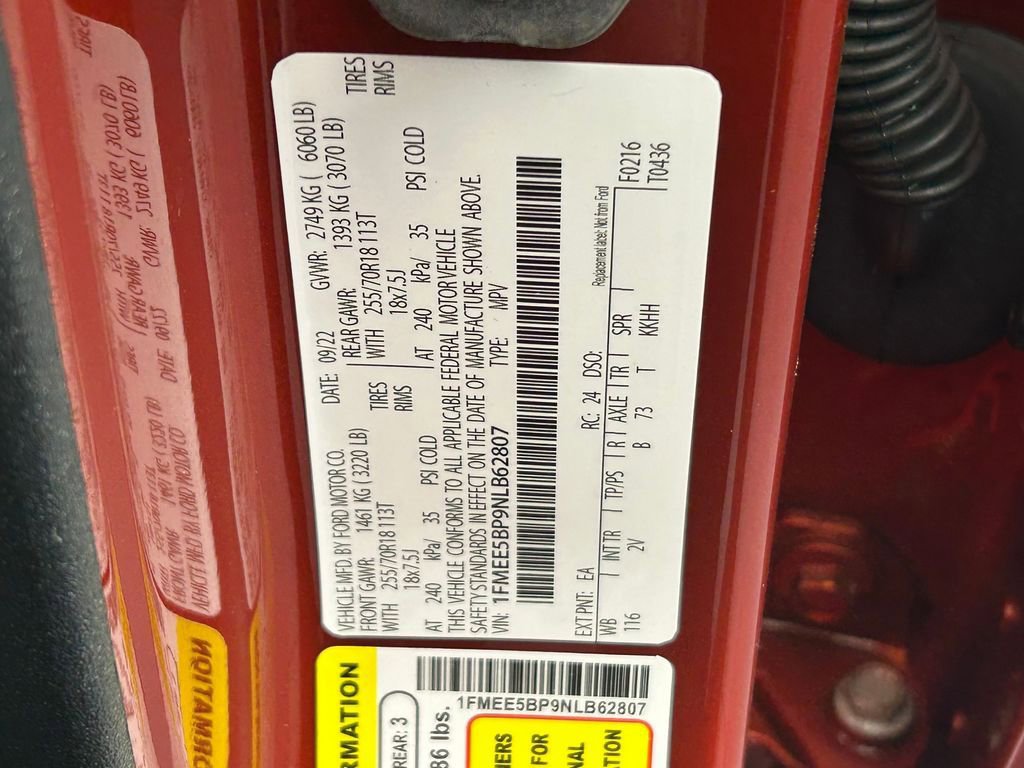 VEHICLE MFD. BY FORD MOTOR CO.
DATE: 09/22 GVWR: 2749 KG ( 6060 LB)
FRONT GAWR: 1461 KG ( 3220 LB)
REAR GAWR: 1393 KG ( 3070 LB)
WITH 255/70R18 113T TIRES
WITH 255/70R18 113T TIRES
18x7.5J RIMS
18x7.5J RIMS
AT 240 kPa/ 35 PSI COLD
AT 240 kPa/ 35 PSI COLD
THIS VEHICLE CONFORMS TO ALL APPLICABLE FEDERAL MOTOR VEHICLE
SAFETY STANDARDS IN EFFECT ON THE DATE OF MANUFACTURE SHOWN ABOVE.
VIN: 1FMEE5BP9NLB62807 TYPE: MPV
EXT PNT: EA RC: 24 DSO:
Replacement label: Not from Ford
WB | INT TR | TP/PS | R | AXLE | TR | SPR | F0216
116 2V B 73 T KKHH T0436
RMATION
REAR: 3
86 lbs.
1FMEE5BP9NLB62807
FOR